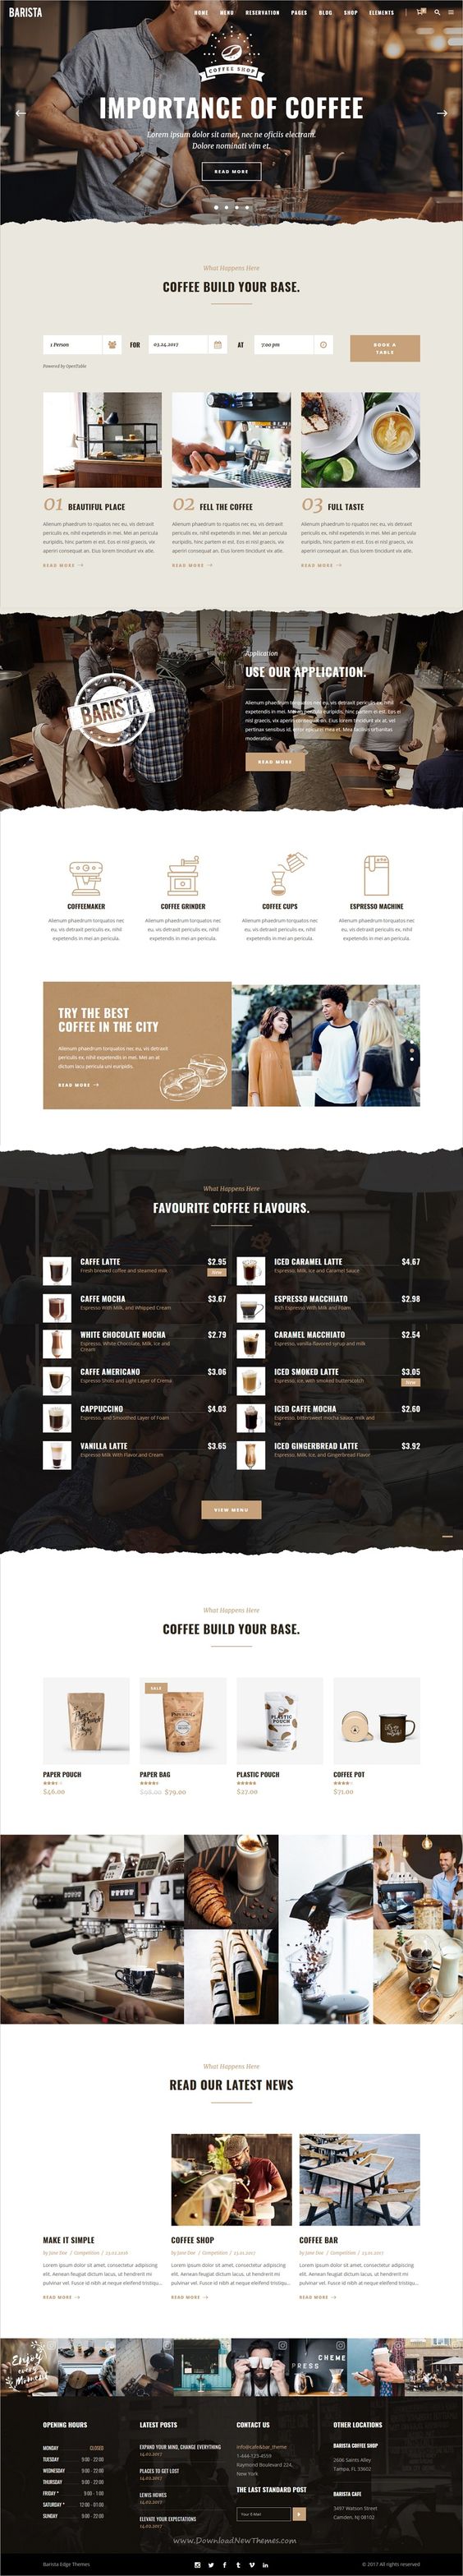 BARISTA
HOME MENU RESERVATION PAGES BLOG SHOP ELEMENTS
COFFEE SHOP
IMPORTANCE OF COFFEE
Lorem ipsum dolor sit amet, nec ne oficiis electram.
Dolore nominati vim et.
READ MORE
What Happens Here
COFFEE BUILD YOUR BASE.
1 Person
FOR
03.24.2017
AT
7:00 pm
BOOK A
TABLE
Powered by OpenTable
01 BEAUTIFUL PLACE
Alienum phaedrum to rquatos nec eu, vis detraxit
periculis ex, nihil expetendis in mei. Mei an pericula
euripidis, hinc partem ei est. Eos ei nisl graecis, vix
aperiri consequat an. Eius lorem tincidunt vix atle.
READ MORE
02 FELL THE COFFEE
Alienum phaedrum to rquatos nec eu, vis detraxit
periculis ex, nihil expetendis in mei. Mei an pericula
euripidis, hinc partem ei est. Eos ei nisl graecis, vix
aperiri consequat an. Eius lorem tincidunt vix atle.
READ MORE
03 FULL TASTE
Alienum phaedrum to rquatos nec eu, vis detraxit
periculis ex, nihil expetendis in mei. Mei an pericula
euripidis, hinc partem ei est. Eos ei nisl graecis, vix
aperiri consequat an. Eius lorem tincidunt vix atle.
READ MORE
BARISTA
Application
USE OUR APPLICATION.
Alienum phaedrum torquatos nec eu, vis detraxit periculis ex, nihil
expetendis in mei. Mei an pericula euripidis, hinc partem ei est. Eos ei
nisl graecis, vix aperiri consequat an. Eius lorem tincidunt vix at, vel
pertinax sensibus id, error epicurei mea et. Mea facilisis urbanitas
moderatius.
READ MORE
COFFEEMAKER
Alienum phaedrum torquatos nec
eu, vis detraxit periculis ex, nihil
expetendis in mei an pericula.
COFFEE GRINDER
Alienum phaedrum torquatos nec
eu, vis detraxit periculis ex, nihil
expetendis in mei an pericula.
COFFEE CUPS
Alienum phaedrum torquatos nec
eu, vis detraxit periculis ex, nihil
expetendis in mei an pericula.
ESPRESSO MACHINE
Alienum phaedrum torquatos nec
eu, vis detraxit periculis ex, nihil
expetendis in mei an pericula.
TRY THE BEST
COFFEE IN THE CITY
Alienum phaedrum torquatos nec eu, vis detraxit
periculis ex, nihil expetendis in mei. Mei an at
dictum lacu pericula uni euripidis.
READ MORE
What Happens Here
FAVOURITE COFFEE FLAVOURS.
CAFFE LATTE $2.95
Fresh brewed coffee and steamed milk
New
CAFFE MOCHA $3.67
Espresso With Milk, and Whipped Cream
WHITE CHOCOLATE MOCHA $2.79
Espresso, White Chocolate, Milk, Ice and
Cream
CAFFE AMERICANO $3.06
Espresso Shots and Light Layer of Crema
CAPPUCCINO $4.03
Espresso, and Smoothed Layer of Foam
VANILLA LATTE $3.65
Espresso Milk With Flavor and Cream
ICED CARAMEL LATTE $4.67
Espresso, Milk, Ice and Caramel Sauce
ESPRESSO MACCHIATO $2.98
Rich Espresso With Milk and Foam
CARAMEL MACCHIATO $2.54
Espresso, vanilla-flavored syrup and milk
ICED SMOKED LATTE $3.05
Espresso, ice, with smoked butterscotch
New
ICED CAFFE MOCHA $2.60
Espresso, bittersweet mocha sauce, milk and
ice
ICED GINGERBREAD LATTE $3.92
Espresso, Milk, Ice, and Gingerbread Flavor
VIEW MENU
What Happens Here
COFFEE BUILD YOUR BASE.
SALE
PAPER POUCH
$46.00
PAPER BAG
$96.00 $79.00
PLASTIC
POUCH
PLASTIC POUCH
$27.00
COFFEE POT
$71.00
What Happens Here
READ OUR LATEST NEWS
MAKE IT SIMPLE
by Jane Doe / Competition / 23.02.2016
Lorem ipsum dolor sit amet, consectetur adipiscing
elit. Aenean feugiat dictum lacus, ut hendrerit mi
pulvinar vel. Fusce id nibh at neque eleifend tristiqu...
READ MORE
COFFEE SHOP
by Jane Doe / Competition / 23.01.2017
Lorem ipsum dolor sit amet, consectetur adipiscing
elit. Aenean feugiat dictum lacus, ut hendrerit mi
pulvinar vel. Fusce id nibh at neque eleifend tristiqu...
READ MORE
COFFEE BAR
by Jane Doe / Competition / 23.01.2017
Lorem ipsum dolor sit amet, consectetur adipiscing
elit. Aenean feugiat dictum lacus, ut hendrerit mi
pulvinar vel. Fusce id nibh at neque eleifend tristiqu...
READ MORE
Enjoy
every
Moment
CHEME
PRESS
OPENING HOURS
MONDAY CLOSED
TUESDAY 9:00 - 22:00
WEDNESDAY 9:00 - 22:00
THURSDAY 9:00 - 22:00
FRIDAY * 9:00 - 1:00
SATURDAY * 12:00 - 01:00
SUNDAY 9:00 - 22:00
LATEST POSTS
EXPAND YOUR MIND, CHANGE EVERYTHING
14.02.2017
PLACES TO GET LOST
14.02.2017
LEWIS HOWES
14.02.2017
ELEVATE YOUR EXPECTATIONS
14.02.2017
CONTACT US
info@cafe&bar_theme
1-444-123-4559
Raymond Boulevard 224,
New York
THE LAST STANDARD POST
Your E-Mail
OTHER LOCATIONS
BARISTA COFFEE SHOP
2606 Saints Alley
Tampa, FL 33602
BARISTA CAFE
3497 Watson Street
Camden, NJ 08102
www.DownloadNewThemes.com
Barista Edge Themes
© 2017 All rights reserved